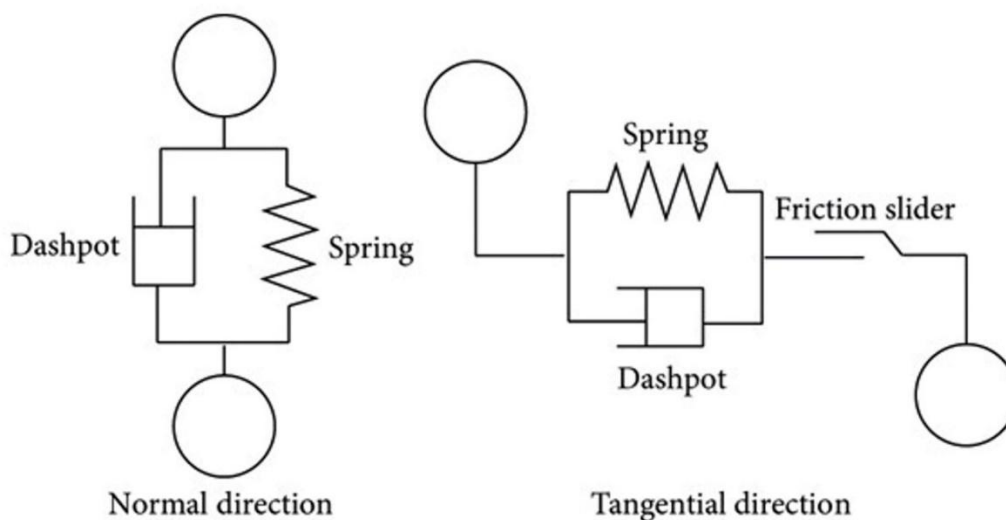 Dashpot
Spring
Normal direction
Spring
Friction slider
Dashpot
Tangential direction